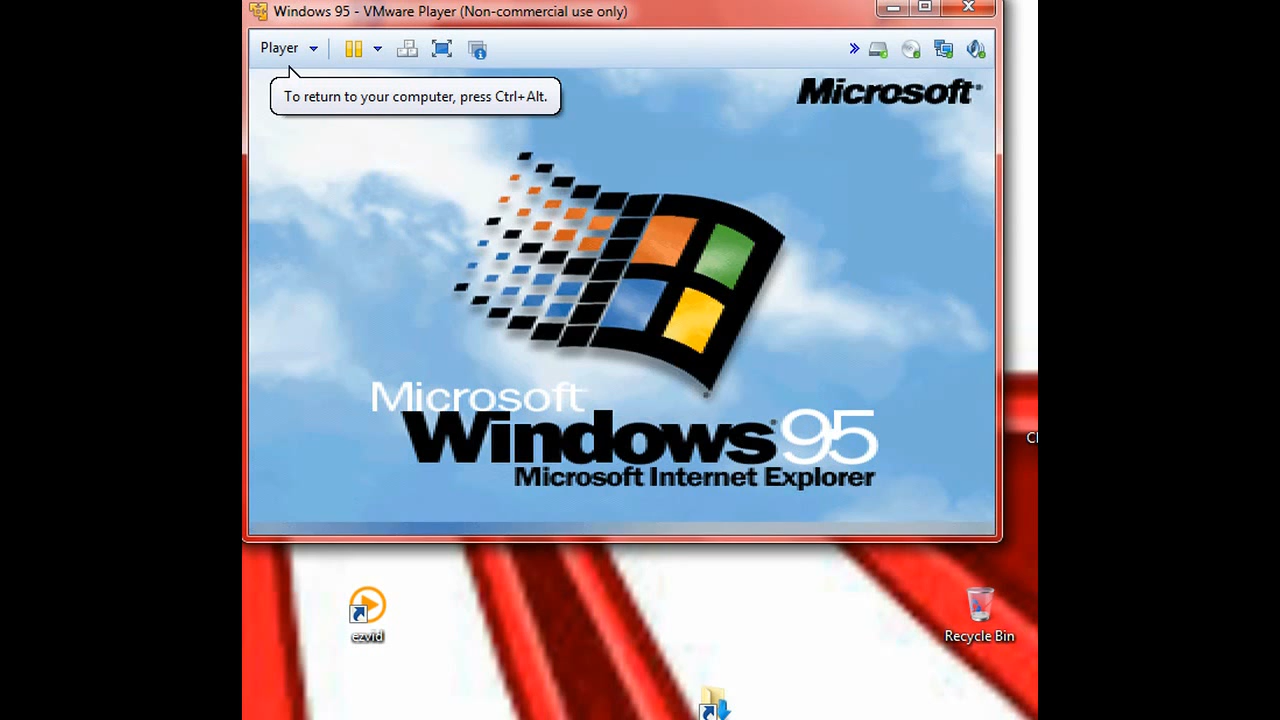 Windows 95 - VMware Player (Non-commercial use only)
Player
To return to your computer, press Ctrl+Alt.
Microsoft
Microsoft
Windows 95
Microsoft Internet Explorer
ezvid
Recycle Bin